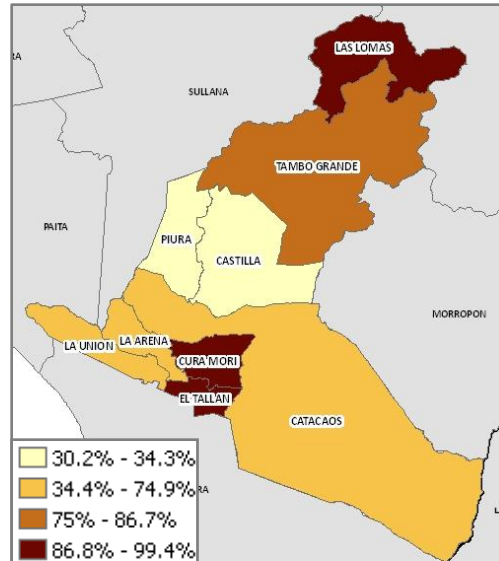 LAS LOMAS
SULLANA
TAMBO GRANDE
PAITA
PIURA
CASTILLA
MORROPON
LA ARENA
LA UNION
CURA MORI
EL TALLAN
CATACAOS
30.2% - 34.3%
34.4% - 74.9%
75% - 86.7%
86.8% - 99.4%